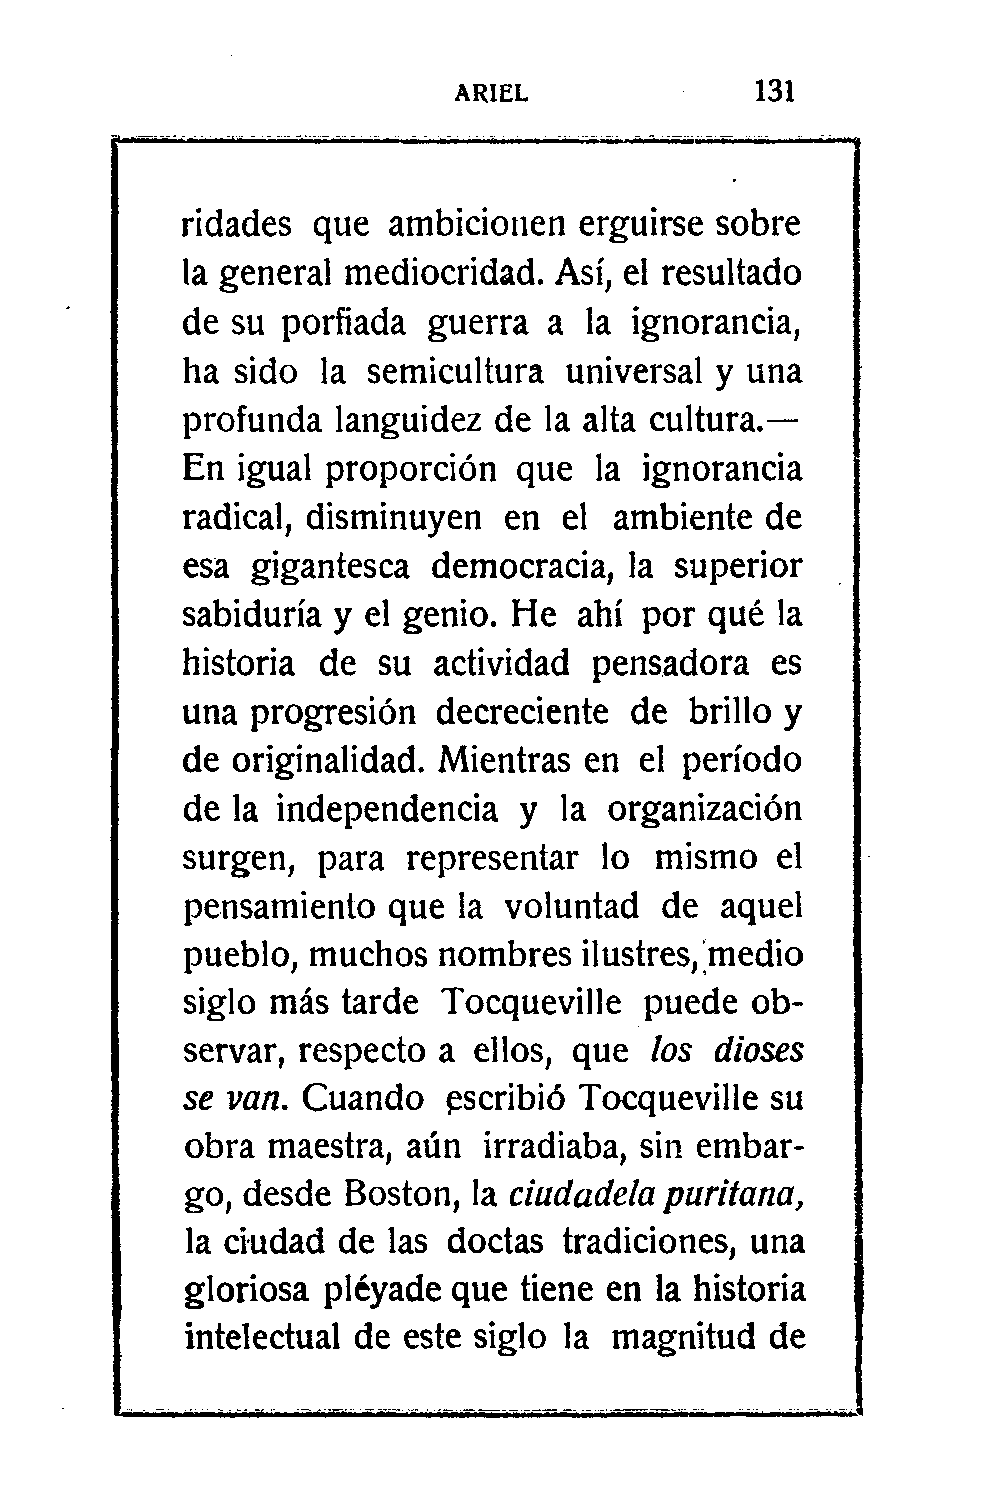 ARIEL 131
ridades que ambicionen erguirse sobre
la general mediocridad. Así, el resultado
de su porfiada guerra a la ignorancia,
ha sido la semicultura universal y una
profunda languidez de la alta cultura.—
En igual proporción que la ignorancia
radical, disminuyen en el ambiente de
esa gigantesca democracia, la superior
sabiduría y el genio. He ahí por qué la
historia de su actividad pensadora es
una progresión decreciente de brillo y
de originalidad. Mientras en el período
de la independencia y la organización
surgen, para representar lo mismo el
pensamiento que la voluntad de aquel
pueblo, muchos nombres ilustres, medio
siglo más tarde Tocqueville puede ob-
servar, respecto a ellos, que los dioses
se van. Cuando escribió Tocqueville su
obra maestra, aún irradiaba, sin embar-
go, desde Boston, la ciudadela puritana,
la ciudad de las doctas tradiciones, una
gloriosa pléyade que tiene en la historia
intelectual de este siglo la magnitud de